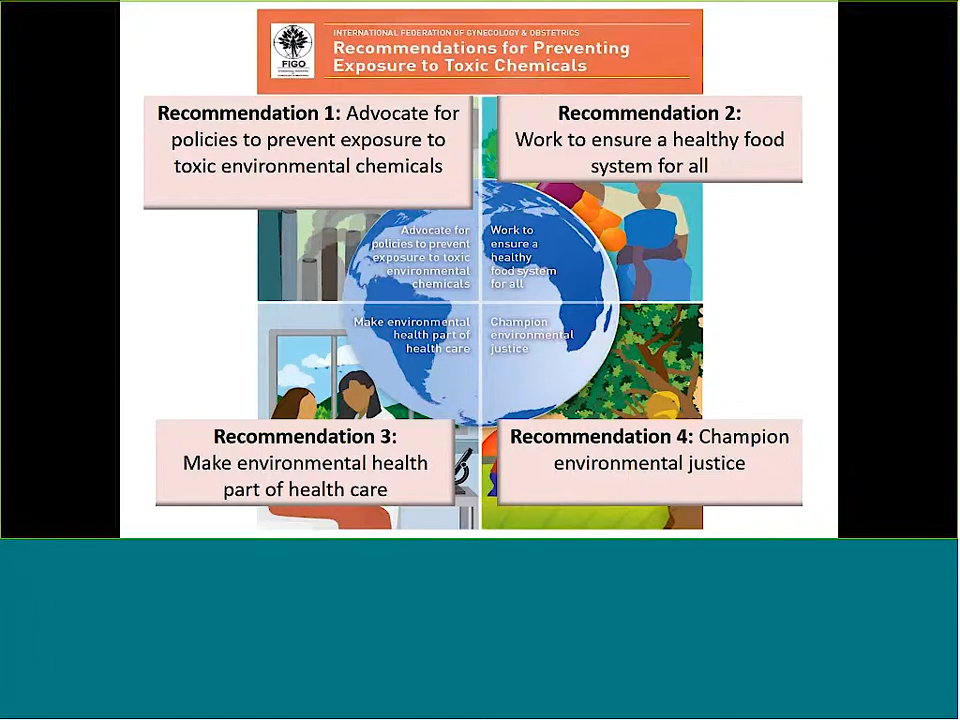 INTERNATIONAL FEDERATION OF GYNECOLOGY & OBSTETRICS
Recommendations for Preventing
Exposure to Toxic Chemicals
FIGO
Recommendation 1: Advocate for
policies to prevent exposure to
toxic environmental chemicals
Recommendation 2:
Work to ensure a healthy food
system for all
Advocate for
policies to prevent
exposure to toxic
environmental
chemicals
Work to
ensure a
healthy
food system
for all
Make environmental
health part of
health care
Champion
environmental
justice
Recommendation 3:
Make environmental health
part of health care
Recommendation 4: Champion
environmental justice